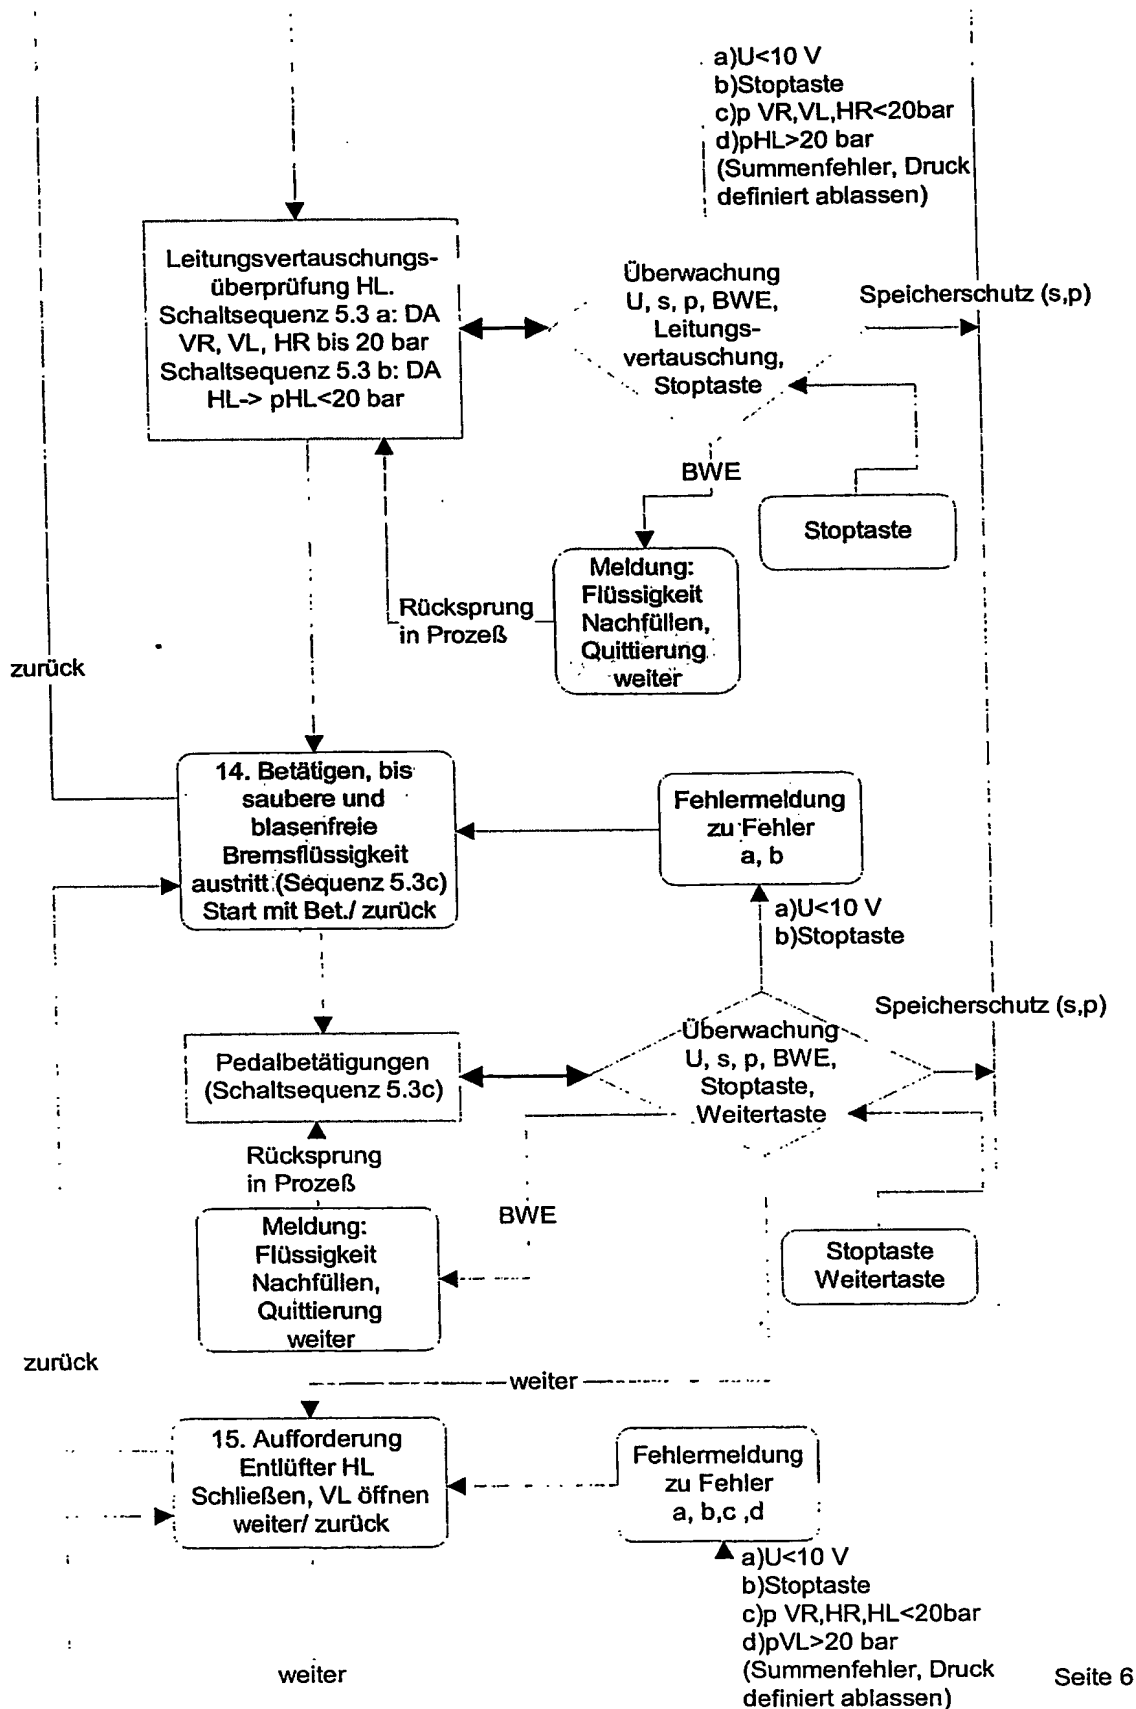 a)U<10 V
b)Stoptaste
c)p VR,VL,HR<20bar
d)pHL>20 bar
(Summenfehler, Druck
definiert ablassen)
Leitungsvertauschungs-
überprüfung HL.
Schaltsequenz 5.3 a: DA
VR, VL, HR bis 20 bar
Schaltsequenz 5.3 b: DA
HL-> pHL<20 bar
Überwachung
U, s, p, BWE,
Leitungs-
vertauschung,
Stoptaste
Speicherschutz (s,p)
BWE
Stoptaste
Meldung:
Flüssigkeit
Nachfüllen,
Quittierung
weiter
Rücksprung
in Prozeß
zurück
14. Betätigen, bis
saubere und
blasenfreie
Bremsflüssigkeit
austritt (Sequenz 5.3c)
Start mit Bet./ zurück
Fehlermeldung
zu Fehler
a, b
a)U<10 V
b)Stoptaste
Pedalbetätigungen
(Schaltsequenz 5.3c)
Überwachung
U, s, p, BWE,
Stoptaste,
Weitertaste
Speicherschutz (s,p)
Rücksprung
in Prozeß
BWE
Meldung:
Flüssigkeit
Nachfüllen,
Quittierung
weiter
Stoptaste
Weitertaste
zurück
weiter
15. Aufforderung
Entlüfter HL
Schließen, VL öffnen
weiter/ zurück
Fehlermeldung
zu Fehler
a, b,c ,d
a)U<10 V
b)Stoptaste
c)p VR,HR,HL<20bar
d)pVL>20 bar
(Summenfehler, Druck
definiert ablassen)
weiter
Seite 6